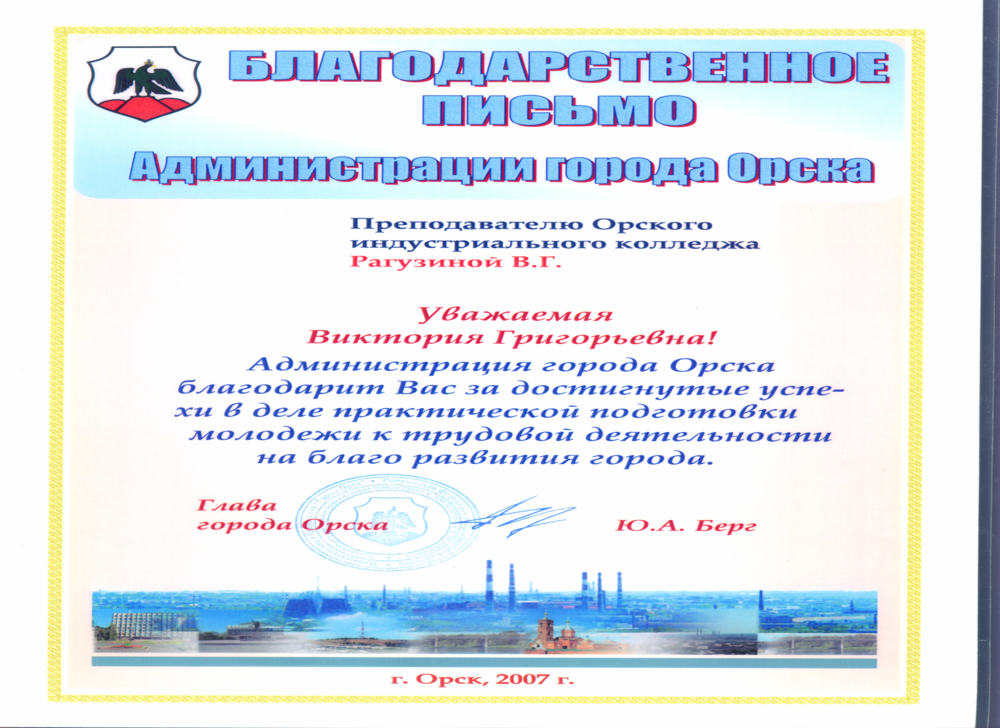 БЛАГОДАРСТВЕННОЕ
ПИСЬМО
Администрации города Орска
Преподавателю Орского
индустриального колледжа
Рагузиной В.Г.
Уважаемая
Виктория Григорьевна!
Администрация города Орска
благодарит Вас за достигнутые успе-
хи в деле практической подготовки
молодежи к трудовой деятельности
на благо развития города.
Глава
города Орска
Ю.А. Берг
г. Орск, 2007 г.